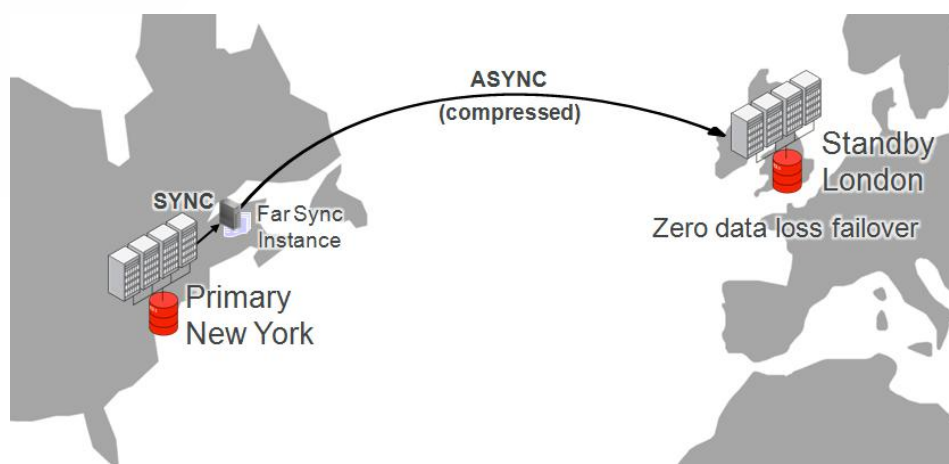 ASYNC
(compressed)
SYNC
Far Sync
Instance
Primary
New York
Standby
London
Zero data loss failover